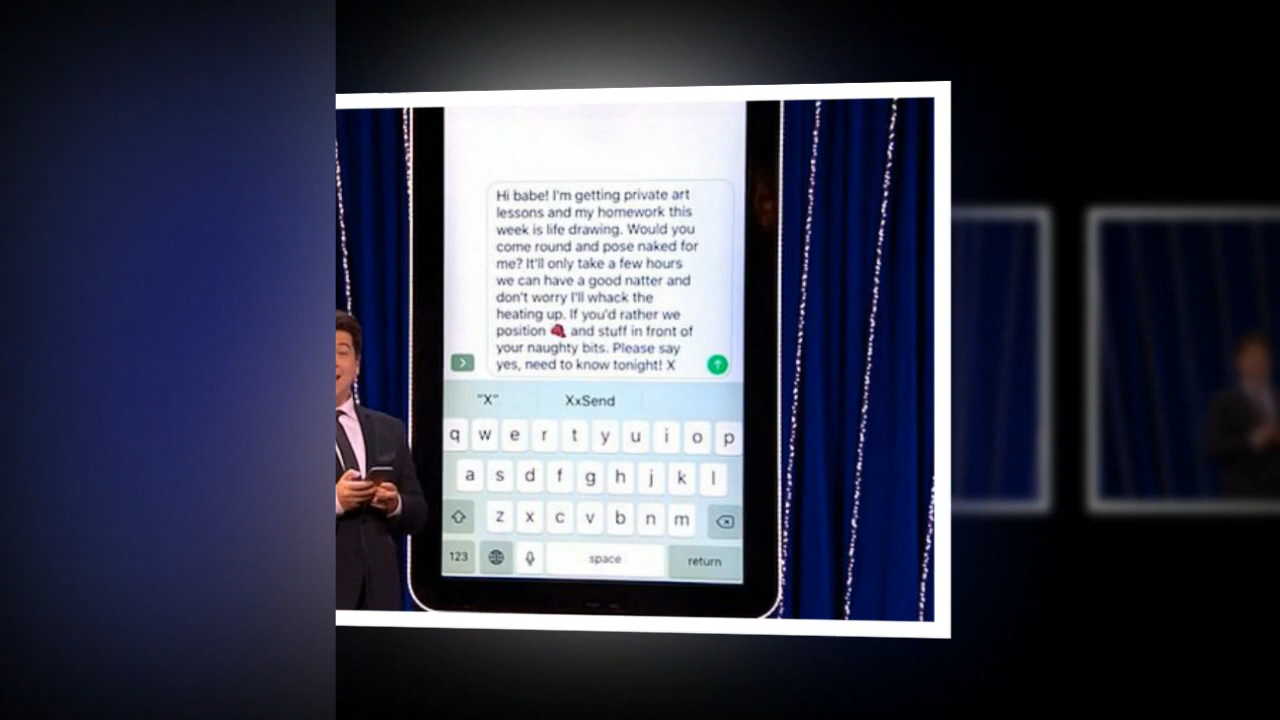 Hi babe! I'm getting private art
lessons and my homework this
week is life drawing. Would you
come round and pose naked for
me? It'll only take a few hours
we can have a good natter and
don't worry I'll whack the
heating up. If you'd rather we
position 🍇 and stuff in front of
your naughty bits. Please say
yes, need to know tonight! X
"X" XxSend
q w e r t y u i o p
a s d f g h j k l
z x c v b n m
123 space return